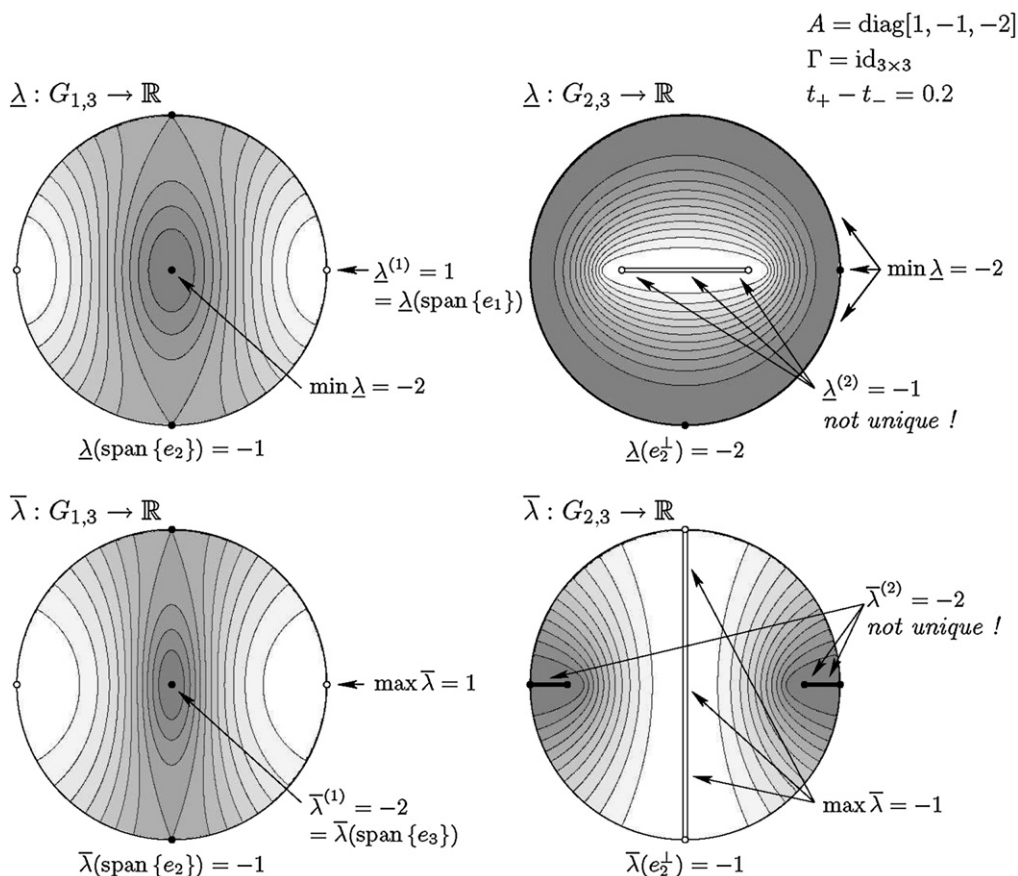 A = diag[1, −1, −2]
Γ = id₃ₓ₃
t₊ − t₋ = 0.2
λ̲ : G₁,₃ → ℝ
λ̲ : G₂,₃ → ℝ
λ̲⁽¹⁾ = 1
= λ̲(span {e₁})
min λ̲ = −2
λ̲(span {e₂}) = −1
min λ̲ = −2
λ̲⁽²⁾ = −1
not unique !
λ̲(e₂^⊥) = −2
λ̅ : G₁,₃ → ℝ
λ̅ : G₂,₃ → ℝ
max λ̅ = 1
λ̅⁽¹⁾ = −2
= λ̅(span {e₃})
λ̅(span {e₂}) = −1
λ̅⁽²⁾ = −2
not unique !
max λ̅ = −1
λ̅(e₂^⊥) = −1